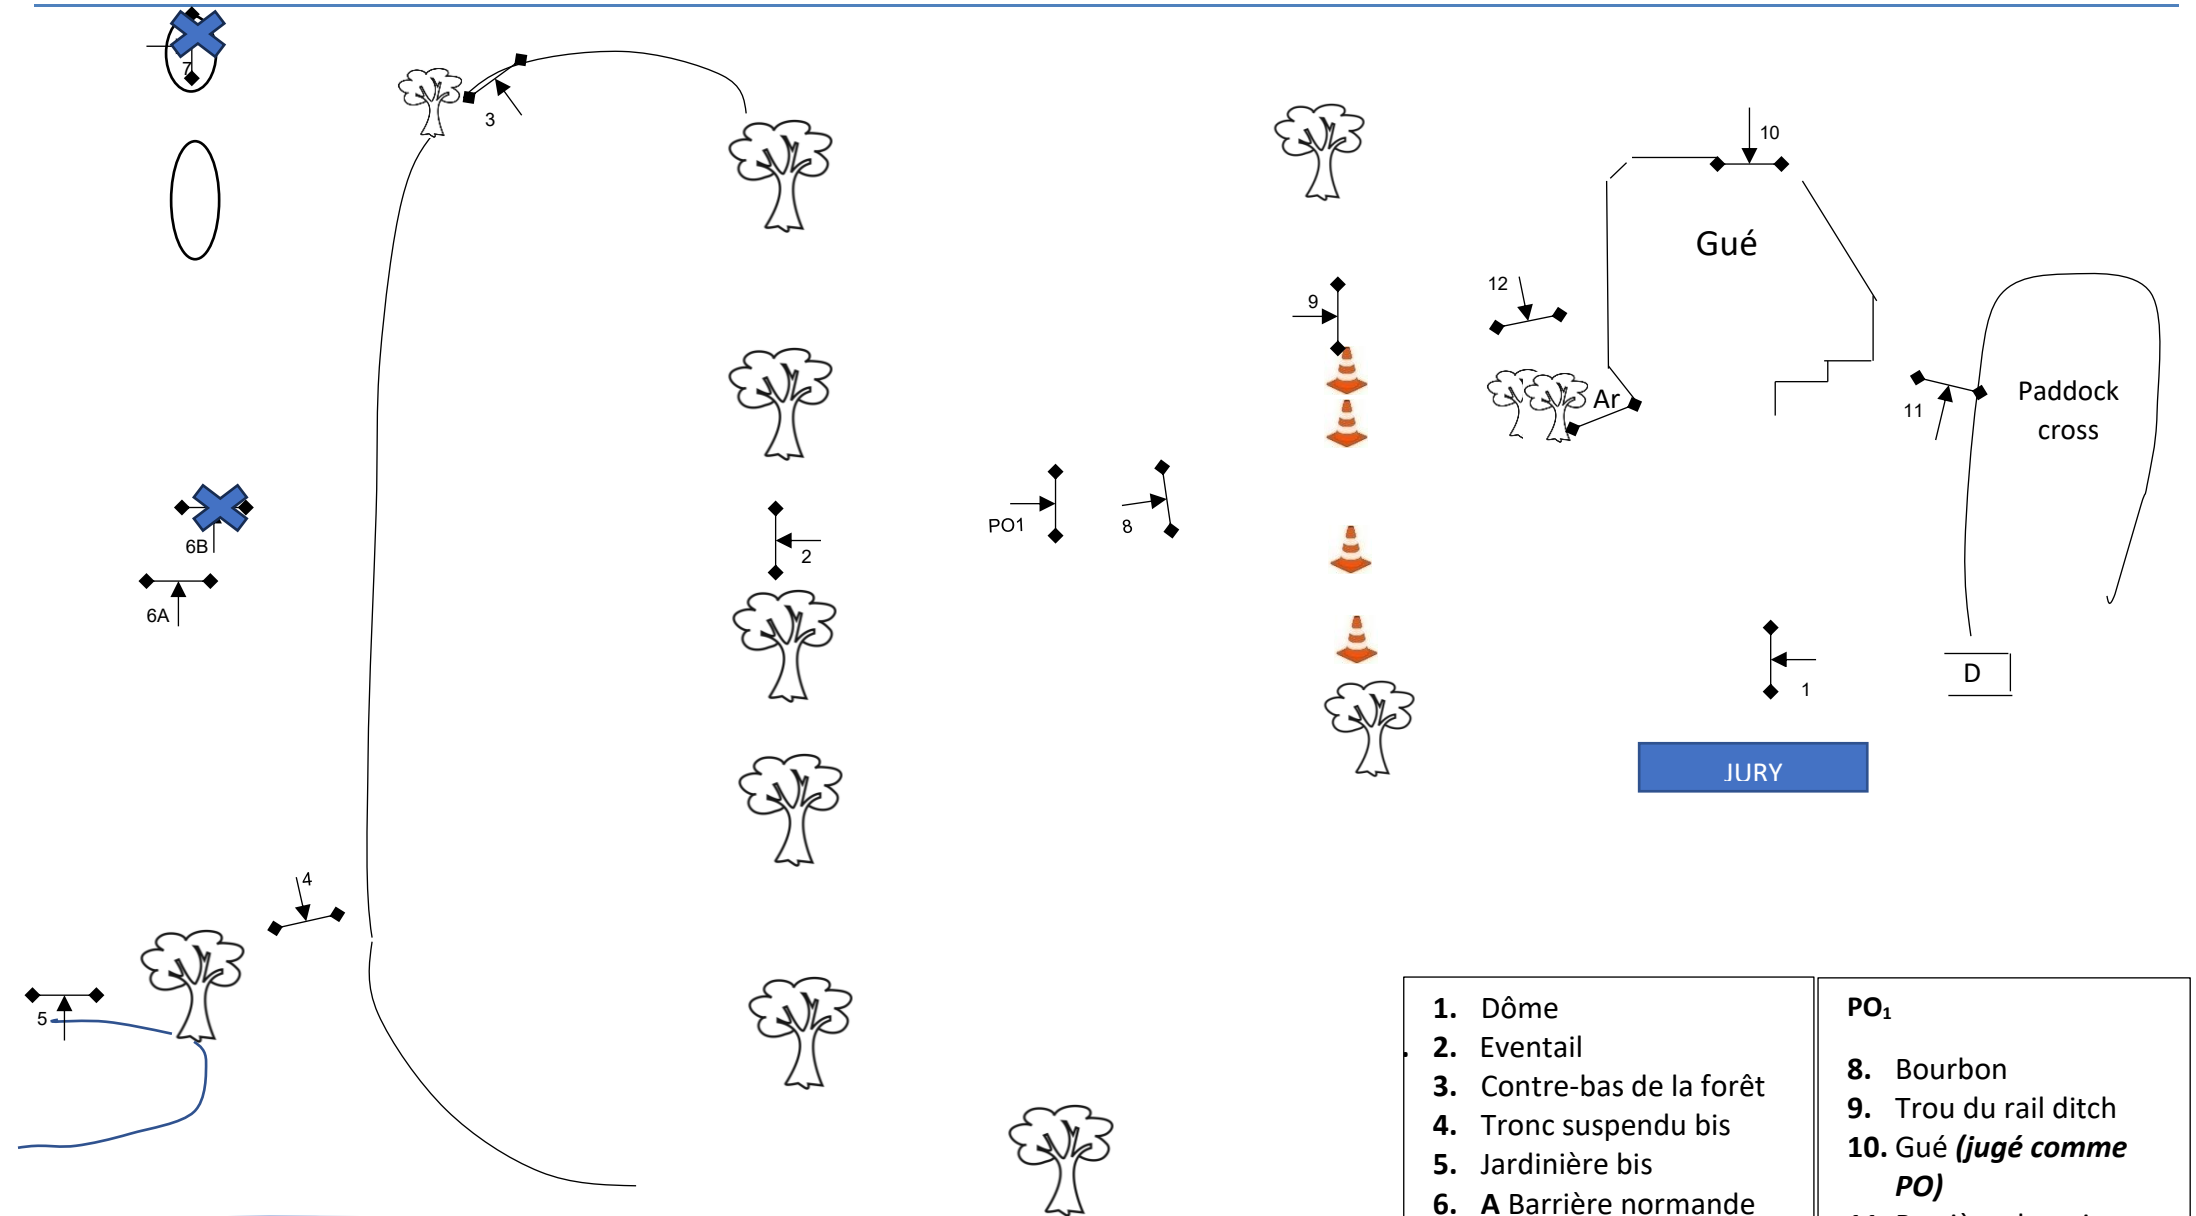 7
3
10
Gué
12
9
Ar
Paddock
cross
11
PO1
8
2
6B
6A
1
D
JURY
4
5
1. Dôme
2. Eventail
3. Contre-bas de la forêt
4. Tronc suspendu bis
5. Jardinière bis
6. A Barrière normande
PO1
8. Bourbon
9. Trou du rail ditch
10. Gué (jugé comme
PO)